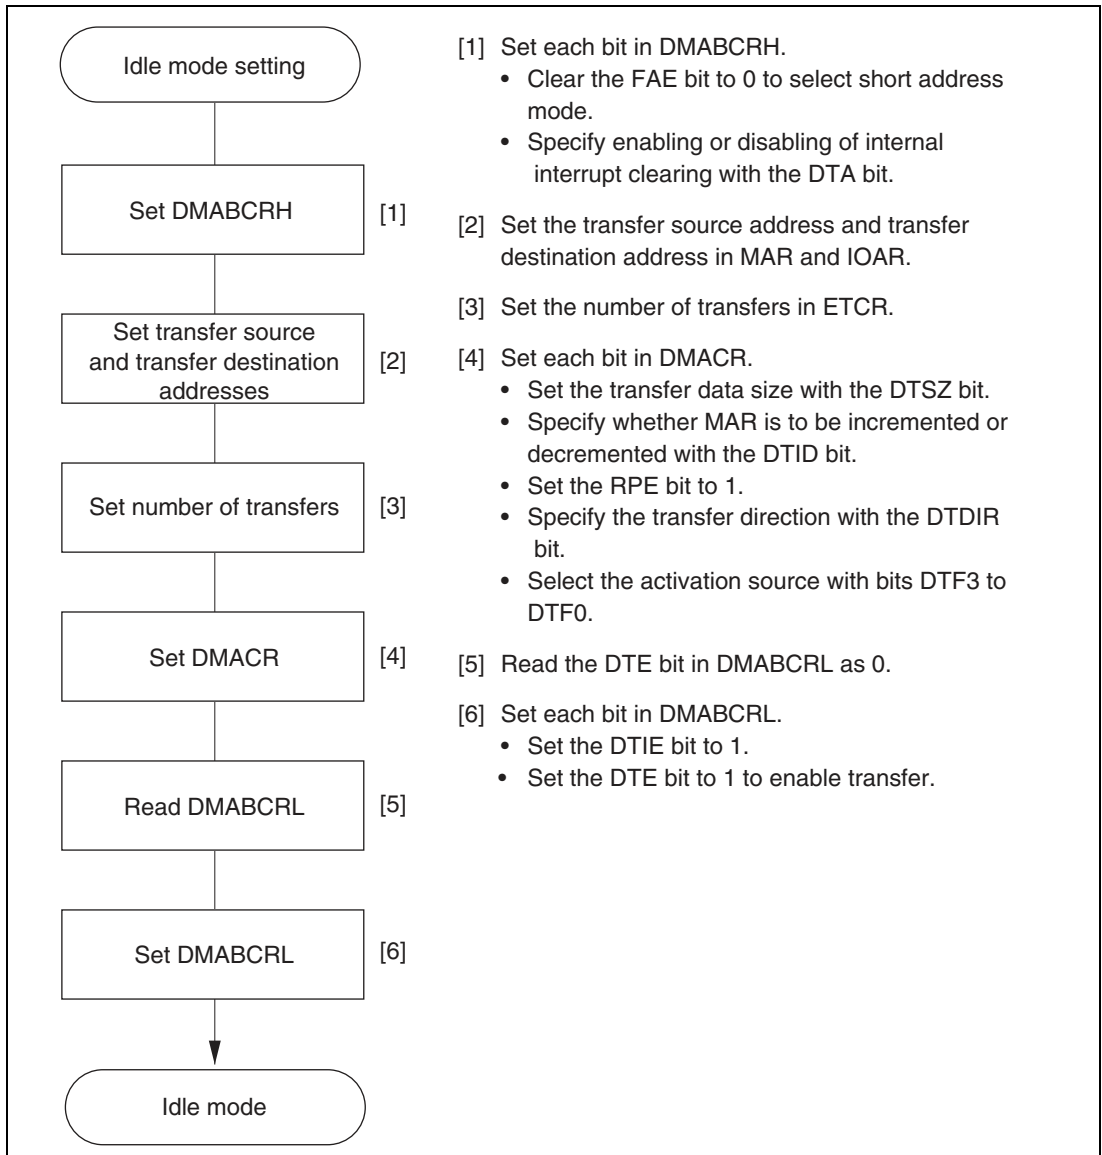 Idle mode setting
Set DMABCRH
[1]
Set transfer source
and transfer destination
addresses
[2]
Set number of transfers
[3]
Set DMACR
[4]
Read DMABCRL
[5]
Set DMABCRL
[6]
Idle mode
[1] Set each bit in DMABCRH.
• Clear the FAE bit to 0 to select short address
mode.
• Specify enabling or disabling of internal
interrupt clearing with the DTA bit.
[2] Set the transfer source address and transfer
destination address in MAR and IOAR.
[3] Set the number of transfers in ETCR.
[4] Set each bit in DMACR.
• Set the transfer data size with the DTSZ bit.
• Specify whether MAR is to be incremented or
decremented with the DTID bit.
• Set the RPE bit to 1.
• Specify the transfer direction with the DTDIR
bit.
• Select the activation source with bits DTF3 to
DTF0.
[5] Read the DTE bit in DMABCRL as 0.
[6] Set each bit in DMABCRL.
• Set the DTIE bit to 1.
• Set the DTE bit to 1 to enable transfer.